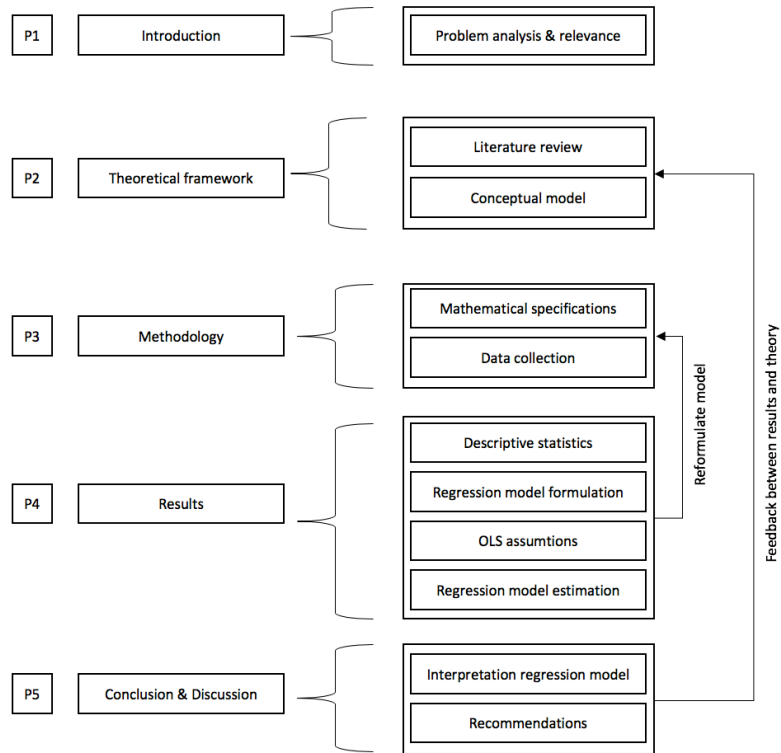 P1
Introduction
Problem analysis & relevance
P2
Theoretical framework
Literature review
Conceptual model
P3
Methodology
Mathematical specifications
Data collection
P4
Results
Descriptive statistics
Regression model formulation
OLS assumtions
Regression model estimation
P5
Conclusion & Discussion
Interpretation regression model
Recommendations
Reformulate model
Feedback between results and theory